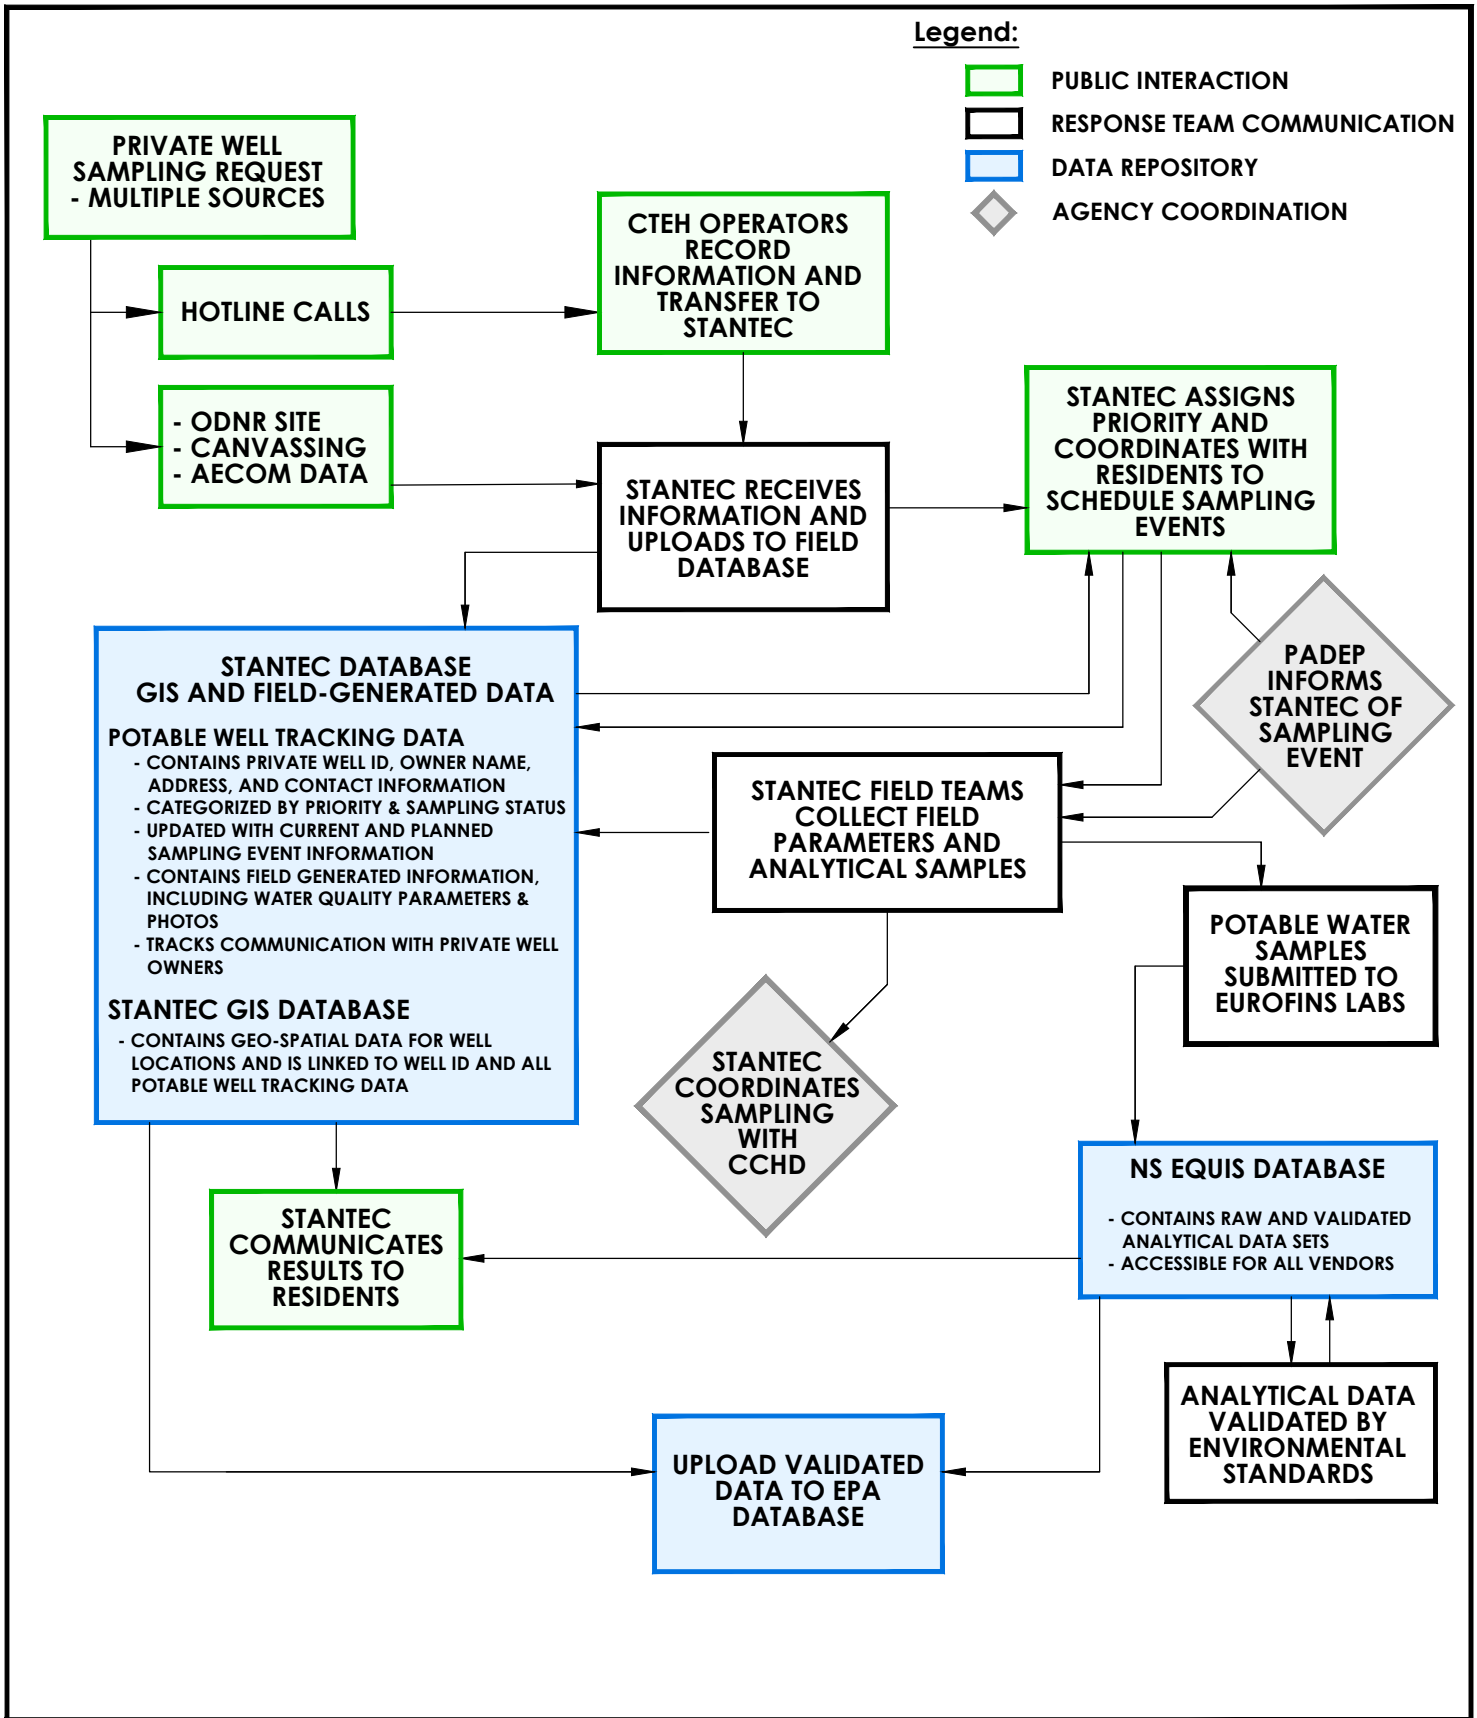 Legend:
PUBLIC INTERACTION
RESPONSE TEAM COMMUNICATION
DATA REPOSITORY
AGENCY COORDINATION
PRIVATE WELL
SAMPLING REQUEST
- MULTIPLE SOURCES
HOTLINE CALLS
- ODNR SITE
- CANVASSING
- AECOM DATA
CTEH OPERATORS
RECORD
INFORMATION AND
TRANSFER TO
STANTEC
STANTEC RECEIVES
INFORMATION AND
UPLOADS TO FIELD
DATABASE
STANTEC ASSIGNS
PRIORITY AND
COORDINATES WITH
RESIDENTS TO
SCHEDULE SAMPLING
EVENTS
PADEP
INFORMS
STANTEC OF
SAMPLING
EVENT
STANTEC DATABASE
GIS AND FIELD-GENERATED DATA
POTABLE WELL TRACKING DATA
- CONTAINS PRIVATE WELL ID, OWNER NAME,
ADDRESS, AND CONTACT INFORMATION
- CATEGORIZED BY PRIORITY & SAMPLING STATUS
- UPDATED WITH CURRENT AND PLANNED
SAMPLING EVENT INFORMATION
- CONTAINS FIELD GENERATED INFORMATION,
INCLUDING WATER QUALITY PARAMETERS &
PHOTOS
- TRACKS COMMUNICATION WITH PRIVATE WELL
OWNERS
STANTEC GIS DATABASE
- CONTAINS GEO-SPATIAL DATA FOR WELL
LOCATIONS AND IS LINKED TO WELL ID AND ALL
POTABLE WELL TRACKING DATA
STANTEC FIELD TEAMS
COLLECT FIELD
PARAMETERS AND
ANALYTICAL SAMPLES
POTABLE WATER
SAMPLES
SUBMITTED TO
EUROFINS LABS
STANTEC
COORDINATES
SAMPLING
WITH
CCHD
NS EQUIS DATABASE
- CONTAINS RAW AND VALIDATED
ANALYTICAL DATA SETS
- ACCESSIBLE FOR ALL VENDORS
STANTEC
COMMUNICATES
RESULTS TO
RESIDENTS
ANALYTICAL DATA
VALIDATED BY
ENVIRONMENTAL
STANDARDS
UPLOAD VALIDATED
DATA TO EPA
DATABASE